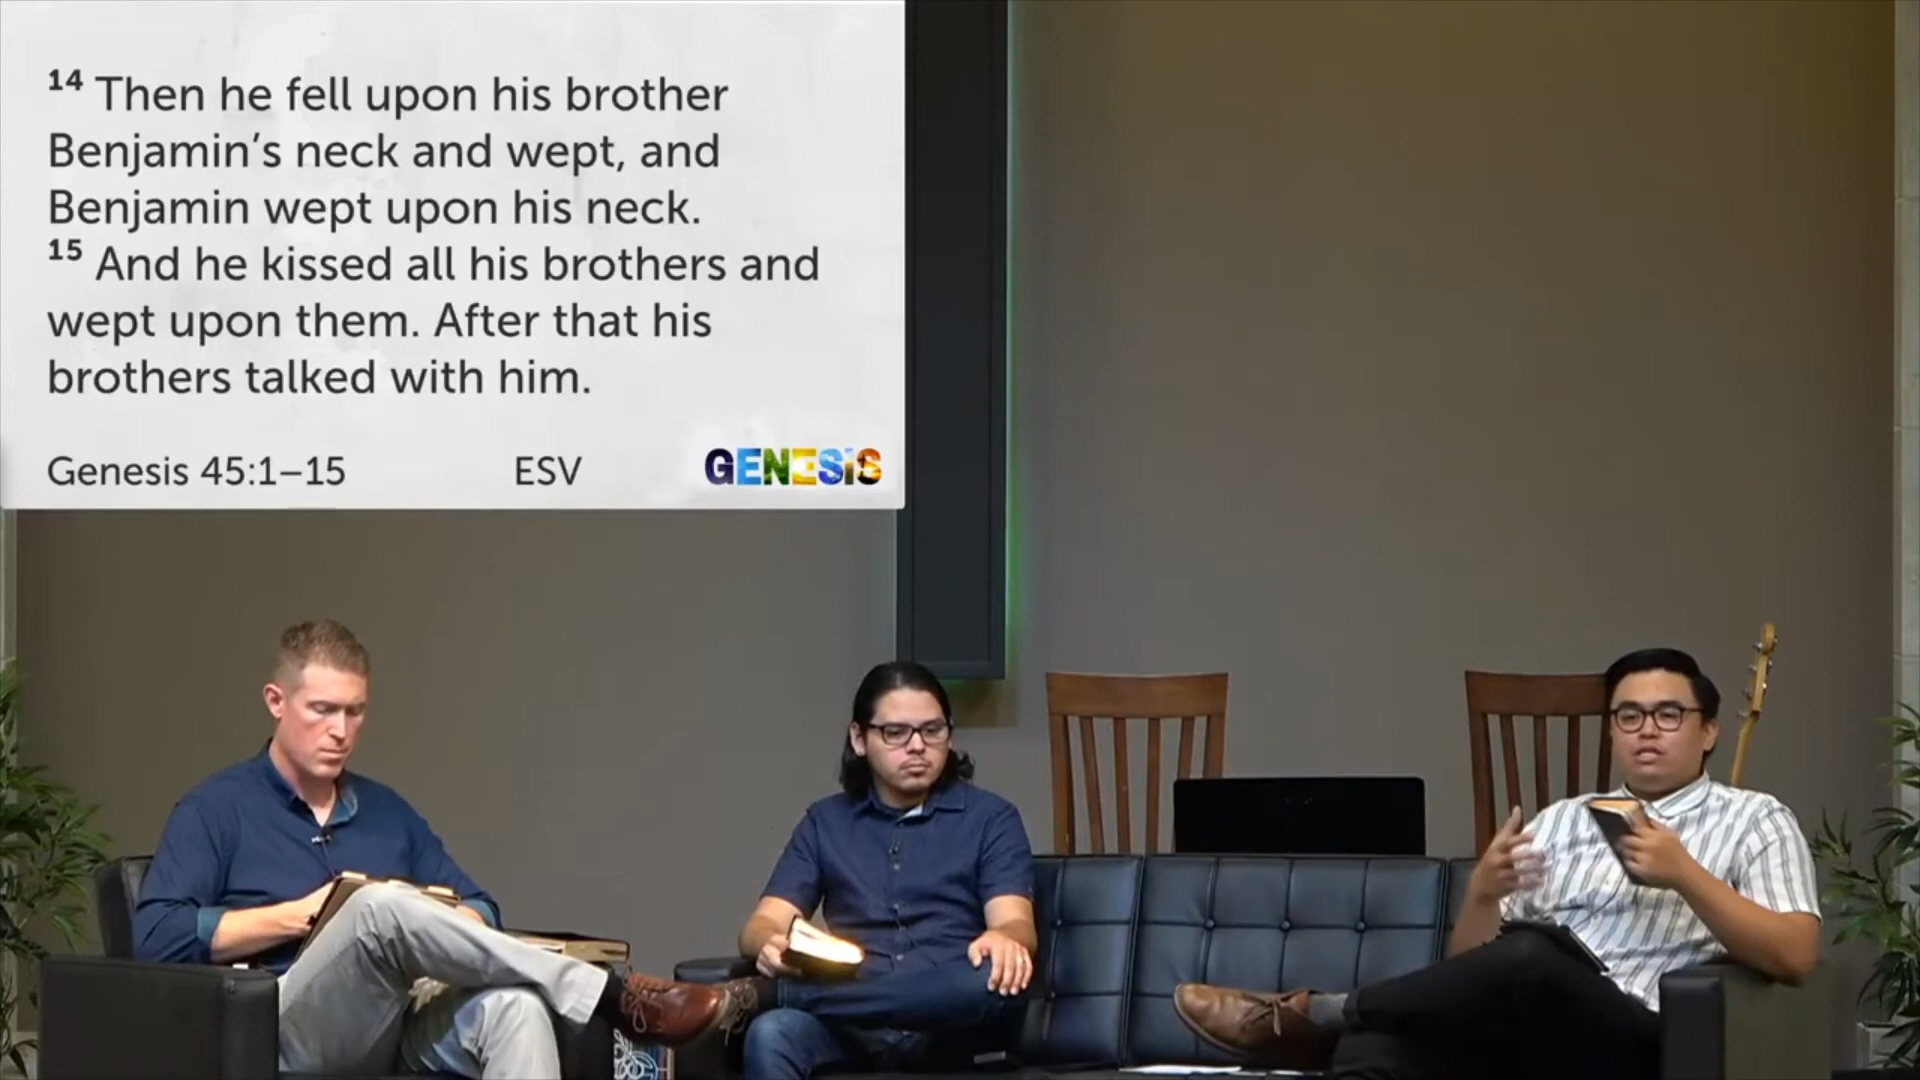 14 Then he fell upon his brother
Benjamin’s neck and wept, and
Benjamin wept upon his neck.
15 And he kissed all his brothers and
wept upon them. After that his
brothers talked with him.
Genesis 45:1–15 ESV GENESiS